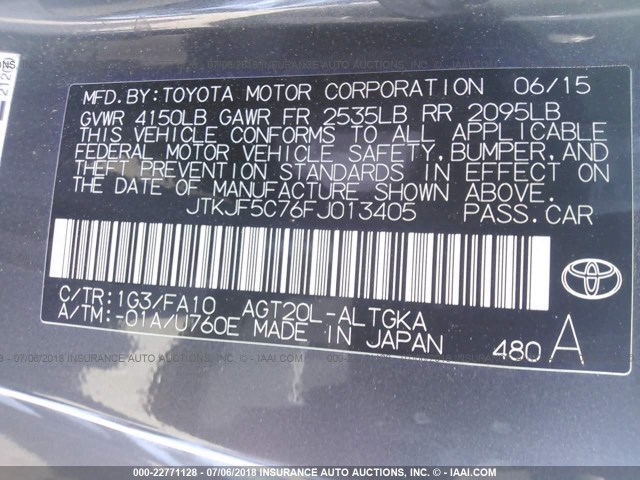 IONS
2120
MFD.BY:TOYOTA MOTOR CORPORATION 06/15
GVWR 4150LB GAWR FR 2535LB RR 2095LB
THIS VEHICLE CONFORMS TO ALL APPLICABLE
FEDERAL MOTOR VEHICLE SAFETY,BUMPER,AND
THEFT PREVENTION STANDARDS IN EFFECT ON
THE DATE OF MANUFACTURE SHOWN ABOVE.
JTKJF5C76FJ013405 PASS.CAR
C/TR:1G3/FA10 AGT20L-ALTGKA
A/TM:-01A/U760E MADE IN JAPAN 480 A
000-22771128 - 07/06/2018 INSURANCE AUTO AUCTIONS - WWW.IAAI.COM